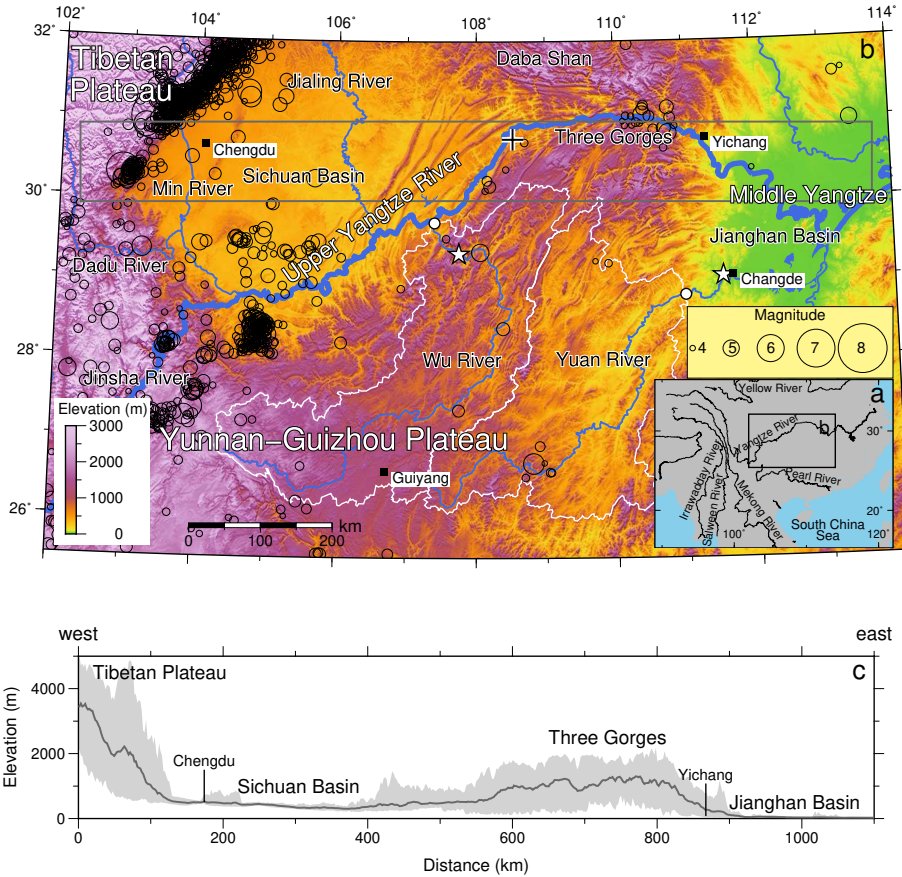 102° 104° 106° 108° 110° 112° 114°
32°
30°
28°
26°
b
Tibetan
Plateau
Jialing River
Daba Shan
Three Gorges
Yichang
Chengdu
Min River
Sichuan Basin
Upper Yangtze River
Middle Yangtze
Jianghan Basin
Dadu River
Changde
Magnitude
4 5 6 7 8
Wu River
Yuan River
Jinsha River
Elevation (m)
3000
2000
1000
0
Yunnan–Guizhou Plateau
Guiyang
km
0 100 200
a
Yellow River
Yangtze River
b
30°
Pearl River
Irrawadday River
Salween River
Mekong River
South China
Sea
20°
100°
120°
west
east
c
Tibetan Plateau
Chengdu
Sichuan Basin
Three Gorges
Yichang
Jianghan Basin
Elevation (m)
4000
2000
0
0 200 400 600 800 1000
Distance (km)